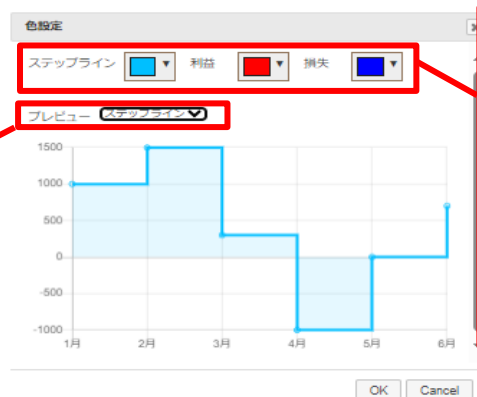 色設定
ステップライン 利益 損失
プレビュー ステップライン
1500
1000
500
0
-500
-1000
1月 2月 3月 4月 5月 6月
OK Cancel